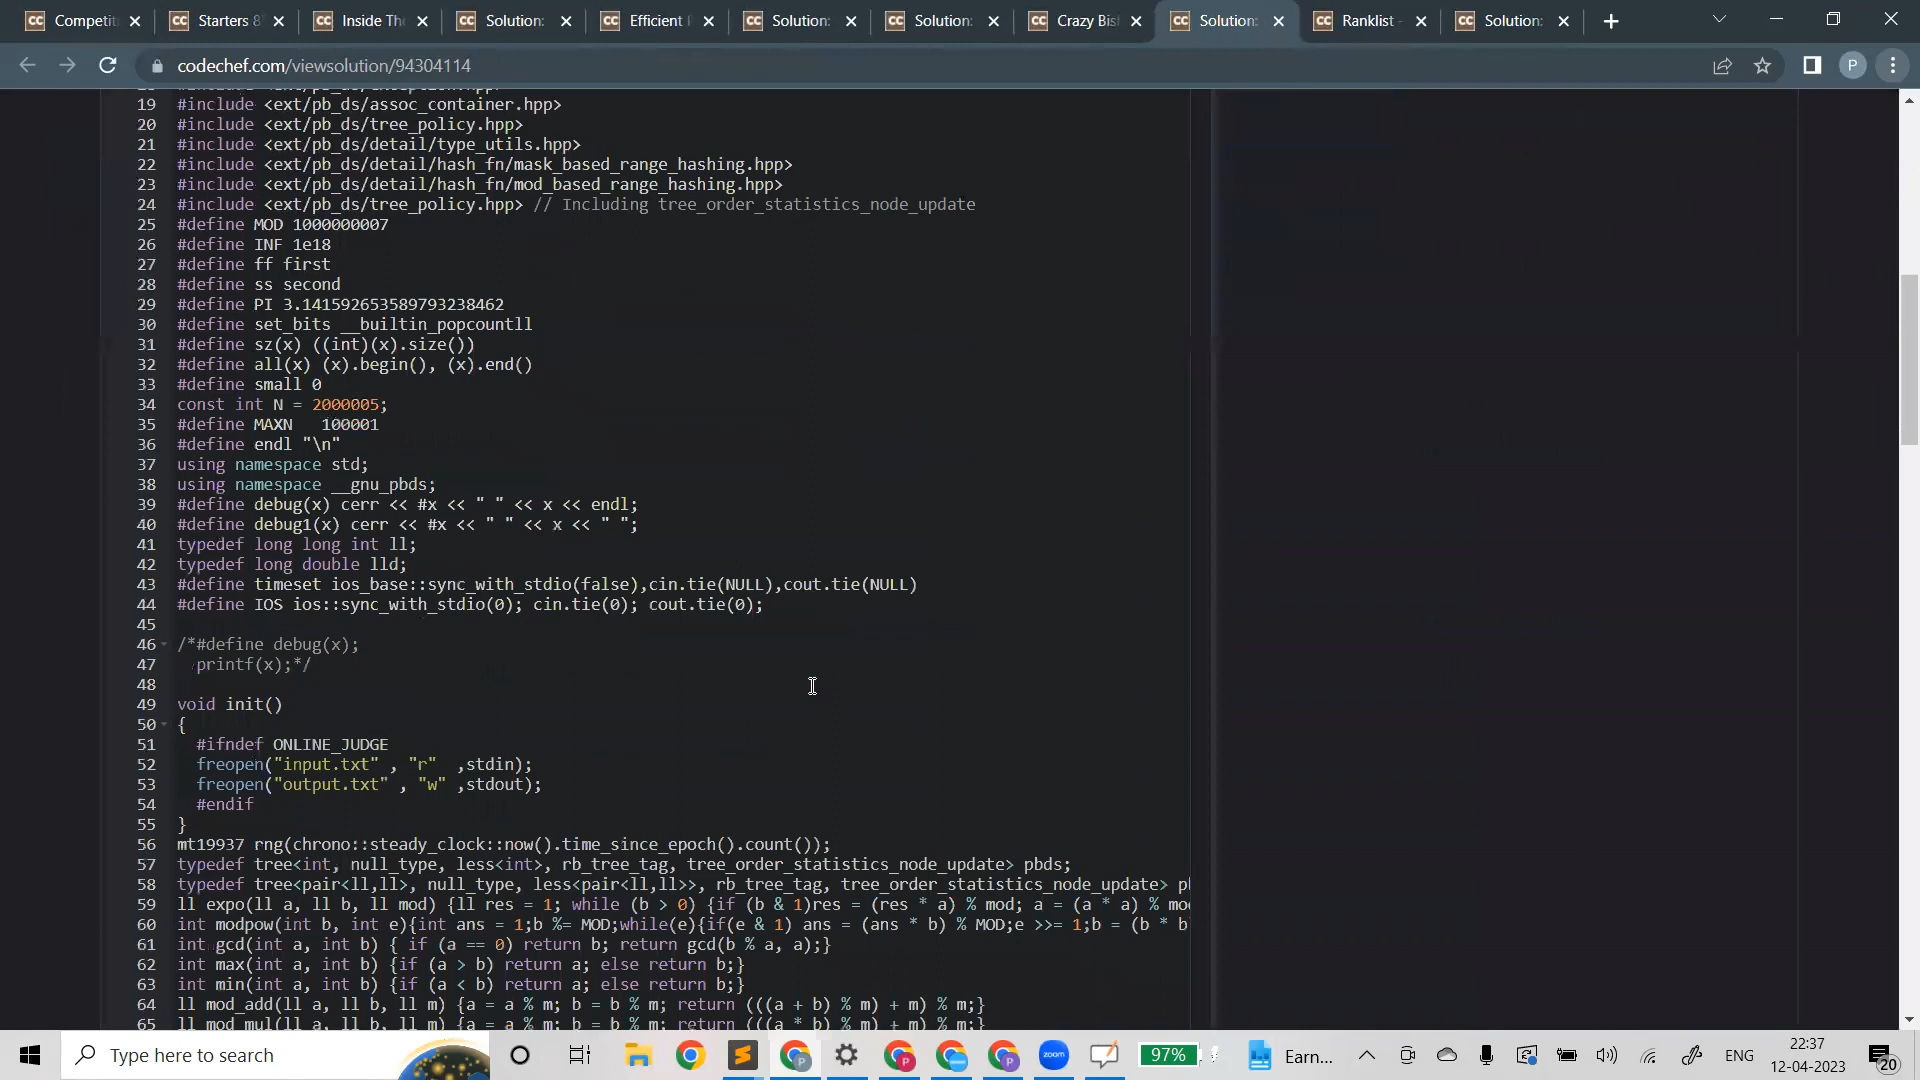 Competiti
Starters 8
Inside Th
Solution:
Efficient
Solution:
Solution:
Crazy Bis
Solution:
Ranklist -
Solution:
codechef.com/viewsolution/94304114
P
19 #include <ext/pb_ds/assoc_container.hpp>
20 #include <ext/pb_ds/tree_policy.hpp>
21 #include <ext/pb_ds/detail/type_utils.hpp>
22 #include <ext/pb_ds/detail/hash_fn/mask_based_range_hashing.hpp>
23 #include <ext/pb_ds/detail/hash_fn/mod_based_range_hashing.hpp>
24 #include <ext/pb_ds/tree_policy.hpp> // Including tree_order_statistics_node_update
25 #define MOD 1000000007
26 #define INF 1e18
27 #define ff first
28 #define ss second
29 #define PI 3.141592653589793238462
30 #define set_bits __builtin_popcountll
31 #define sz(x) ((int)(x).size())
32 #define all(x) (x).begin(), (x).end()
33 #define small 0
34 const int N = 2000005;
35 #define MAXN   100001
36 #define endl "\n"
37 using namespace std;
38 using namespace __gnu_pbds;
39 #define debug(x) cerr << #x << " " << x << endl;
40 #define debug1(x) cerr << #x << " " << x << " ";
41 typedef long long int ll;
42 typedef long double lld;
43 #define timeset ios_base::sync_with_stdio(false),cin.tie(NULL),cout.tie(NULL)
44 #define IOS ios::sync_with_stdio(0); cin.tie(0); cout.tie(0);
45
46 /*#define debug(x);
47   printf(x);*/
48
49 void init()
50 {
51   #ifndef ONLINE_JUDGE
52   freopen("input.txt" , "r"  ,stdin);
53   freopen("output.txt" , "w" ,stdout);
54   #endif
55 }
56 mt19937 rng(chrono::steady_clock::now().time_since_epoch().count());
57 typedef tree<int, null_type, less<int>, rb_tree_tag, tree_order_statistics_node_update> pbds;
58 typedef tree<pair<ll,ll>, null_type, less<pair<ll,ll>>, rb_tree_tag, tree_order_statistics_node_update> pb
59 ll expo(ll a, ll b, ll mod) {ll res = 1; while (b > 0) {if (b & 1)res = (res * a) % mod; a = (a * a) % mod
60 int modpow(int b, int e){int ans = 1;b %= MOD;while(e){if(e & 1) ans = (ans * b) % MOD;e >>= 1;b = (b * b)
61 int gcd(int a, int b) { if (a == 0) return b; return gcd(b % a, a);}
62 int max(int a, int b) {if (a > b) return a; else return b;}
63 int min(int a, int b) {if (a < b) return a; else return b;}
64 ll mod_add(ll a, ll b, ll m) {a = a % m; b = b % m; return (((a + b) % m) + m) % m;}
65 ll mod_mul(ll a, ll b, ll m) {a = a % m; b = b % m; return (((a * b) % m) + m) % m;}
Type here to search
zoom
97%
Earn...
ENG
22:37
12-04-2023
20